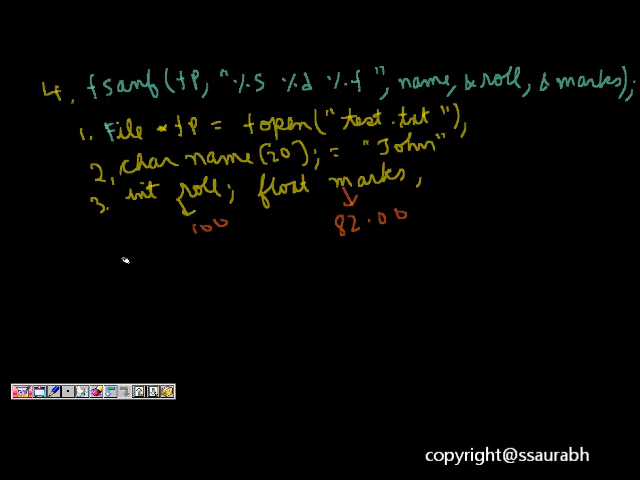 4. fsanf(fP, "%s %d %.f", name, &roll, & marks);
1. File *fP = fopen("test.txt");
2. char name(20); = "John"
3. int roll; float marks,
100 82.00
copyright@ssaurabh